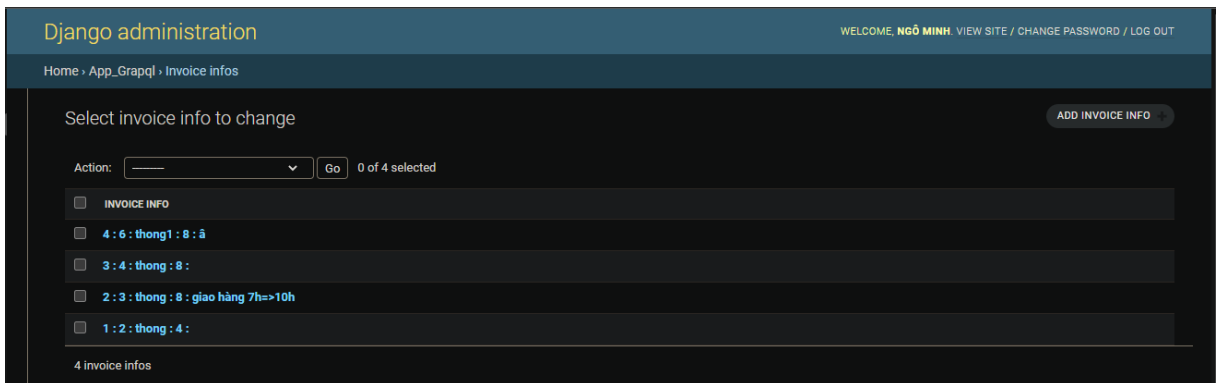 Django administration
WELCOME, NGÔ MINH. VIEW SITE / CHANGE PASSWORD / LOG OUT
Home › App_Grapql › Invoice infos
Select invoice info to change
ADD INVOICE INFO +
Action: --------- Go 0 of 4 selected
INVOICE INFO
4 : 6 : thong1 : 8 : â
3 : 4 : thong : 8 :
2 : 3 : thong : 8 : giao hàng 7h=>10h
1 : 2 : thong : 4 :
4 invoice infos